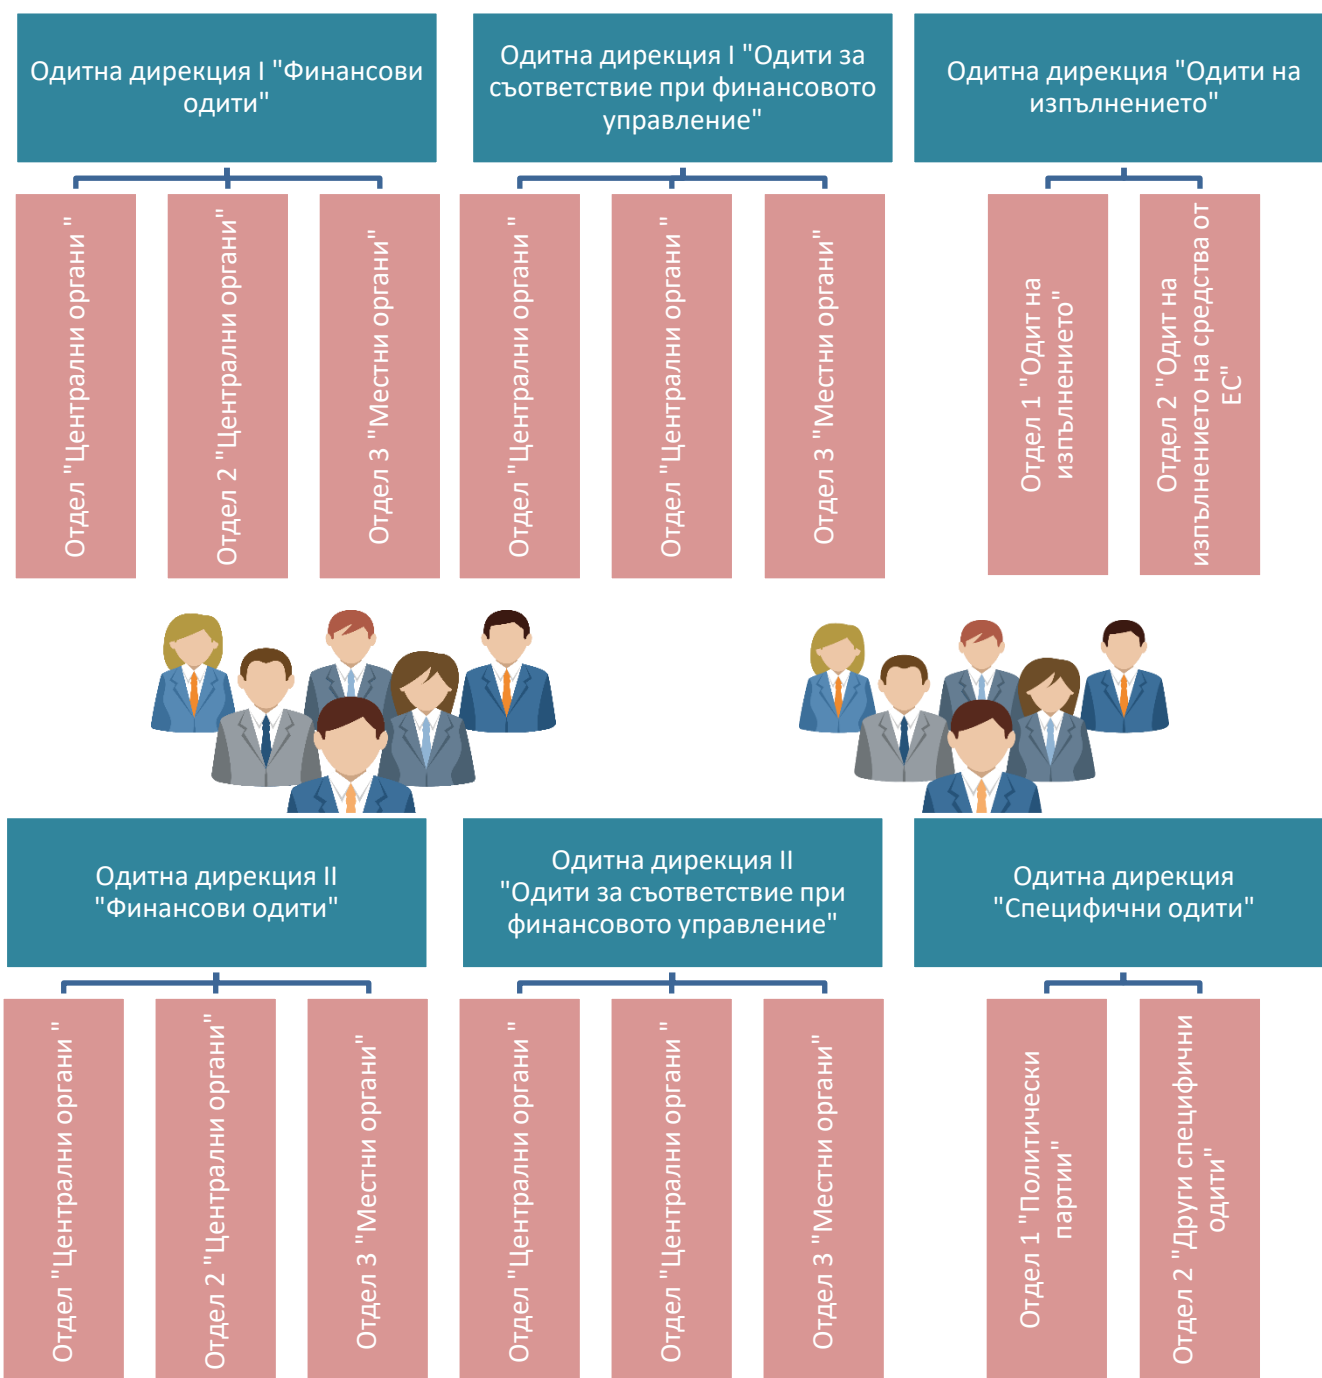 Одитна дирекция I "Финансови
одити"
Одитна дирекция I "Одити за
съответствие при финансовото
управление"
Одитна дирекция "Одити на
изпълнението"
Отдел "Централни органи "
Отдел 2 "Централни органи"
Отдел 3 "Местни органи"
Отдел "Централни органи "
Отдел "Централни органи "
Отдел 3 "Местни органи"
Отдел 1 "Одит на
изпълнението"
Отдел 2 "Одит на
изпълнението на средства от
ЕС"
Одитна дирекция II
"Финансови одити"
Одитна дирекция II
"Одити за съответствие при
финансовото управление"
Одитна дирекция
"Специфични одити"
Отдел "Централни органи "
Отдел 2 "Централни органи"
Отдел 3 "Местни органи"
Отдел "Централни органи "
Отдел "Централни органи "
Отдел 3 "Местни органи"
Отдел 1 "Политически
партии"
Отдел 2 "Други специфични
одити"